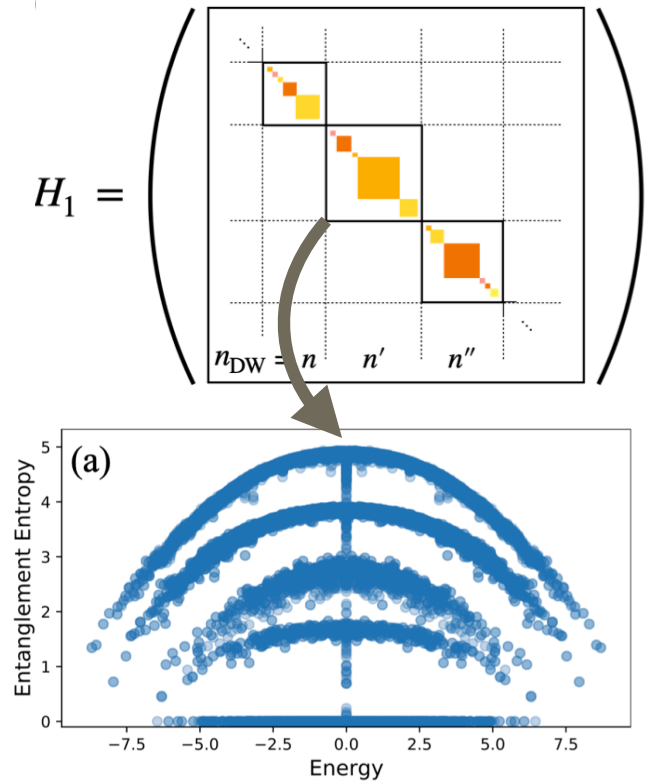 H₁ =
n_DW = n n′ n″
(a)
Entanglement Entropy
5
4
3
2
1
0
−7.5 −5.0 −2.5 0.0 2.5 5.0 7.5
Energy